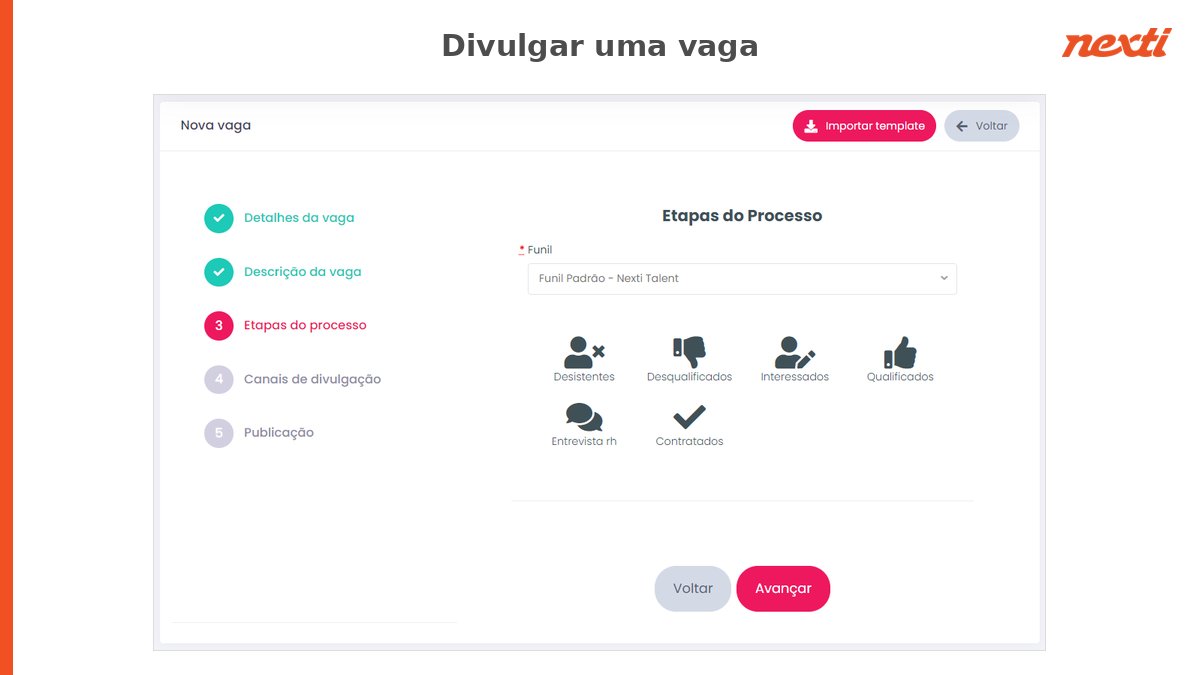 Divulgar uma vaga
nexti
Nova vaga
Importar template
Voltar
Detalhes da vaga
Descrição da vaga
3 Etapas do processo
4 Canais de divulgação
5 Publicação
Etapas do Processo
* Funil
Funil Padrão - Nexti Talent
Desistentes
Desqualificados
Interessados
Qualificados
Entrevista rh
Contratados
Voltar
Avançar